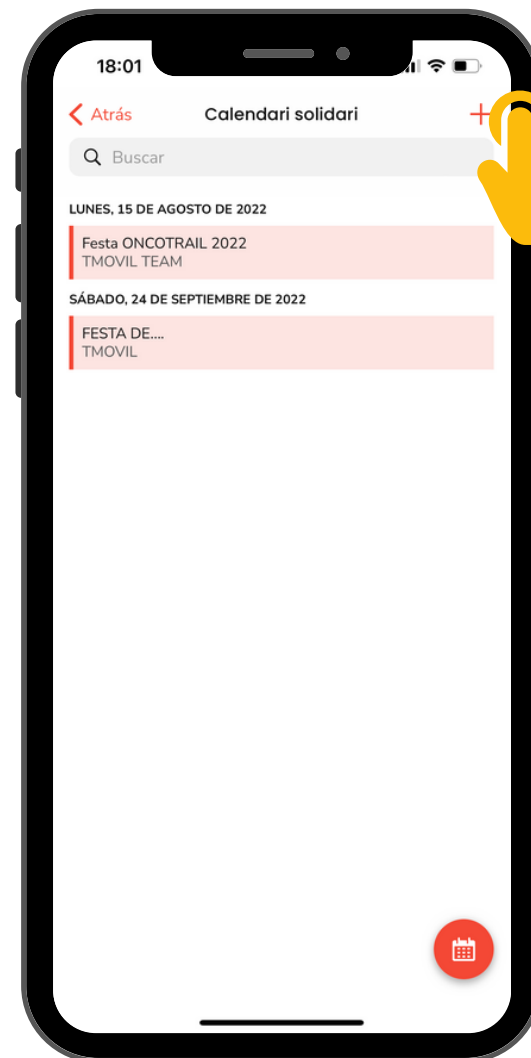 18:01
Atrás
Calendari solidari
Buscar
LUNES, 15 DE AGOSTO DE 2022
Festa ONCOTRAIL 2022
TMOVIL TEAM
SÁBADO, 24 DE SEPTIEMBRE DE 2022
FESTA DE....
TMOVIL